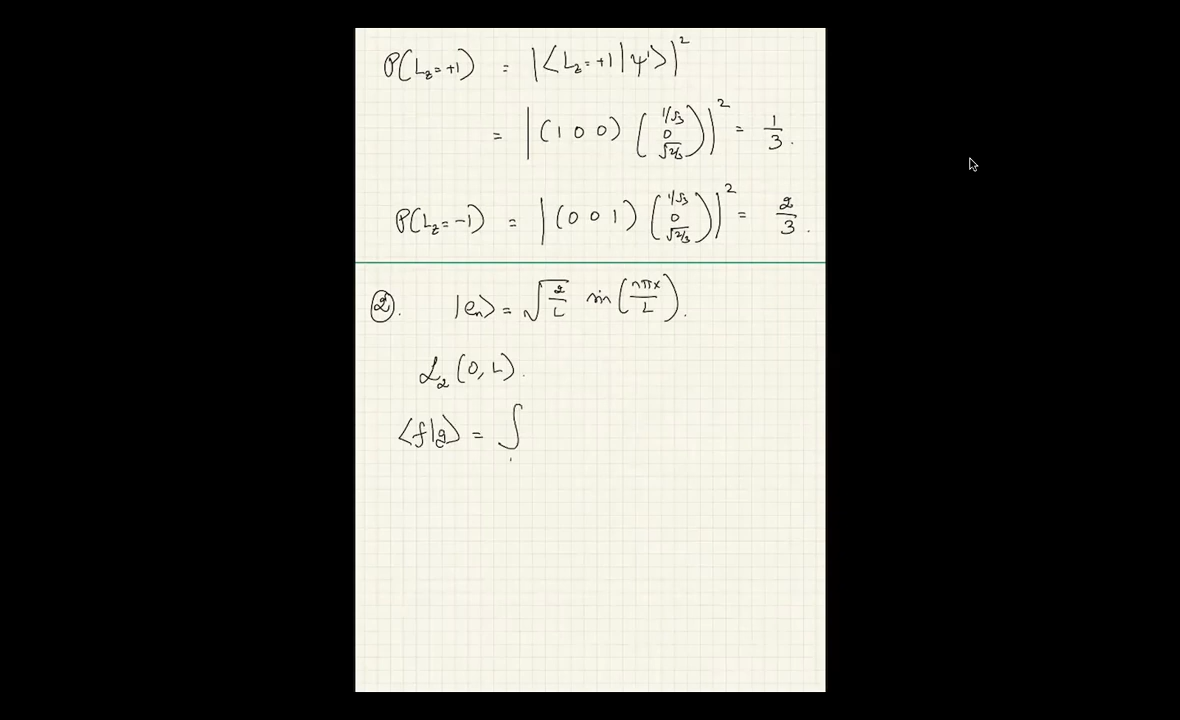 P(L_z = +1) = |⟨L_z = +1|ψ'⟩|²
= |(1 0 0) (1/√3 0 √2/3)|² = 1/3.
P(L_z = -1) = |(0 0 1) (1/√3 0 √2/3)|² = 2/3.
②. |e_n⟩ = √(2/L) sin(nπx/L).
L_2(0, L).
⟨f|g⟩ = ∫